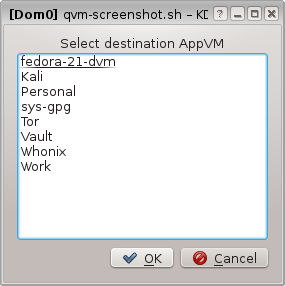 [Dom0] qvm-screenshot.sh – KD
Select destination AppVM
fedora-21-dvm
Kali
Personal
sys-gpg
Tor
Vault
Whonix
Work
OK
Cancel